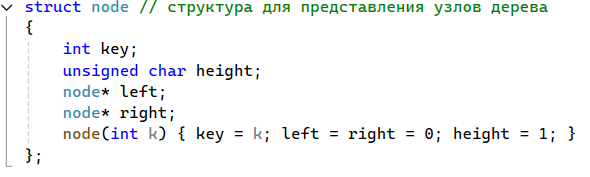 struct node // структура для представления узлов дерева
{
    int key;
    unsigned char height;
    node* left;
    node* right;
    node(int k) { key = k; left = right = 0; height = 1; }
};